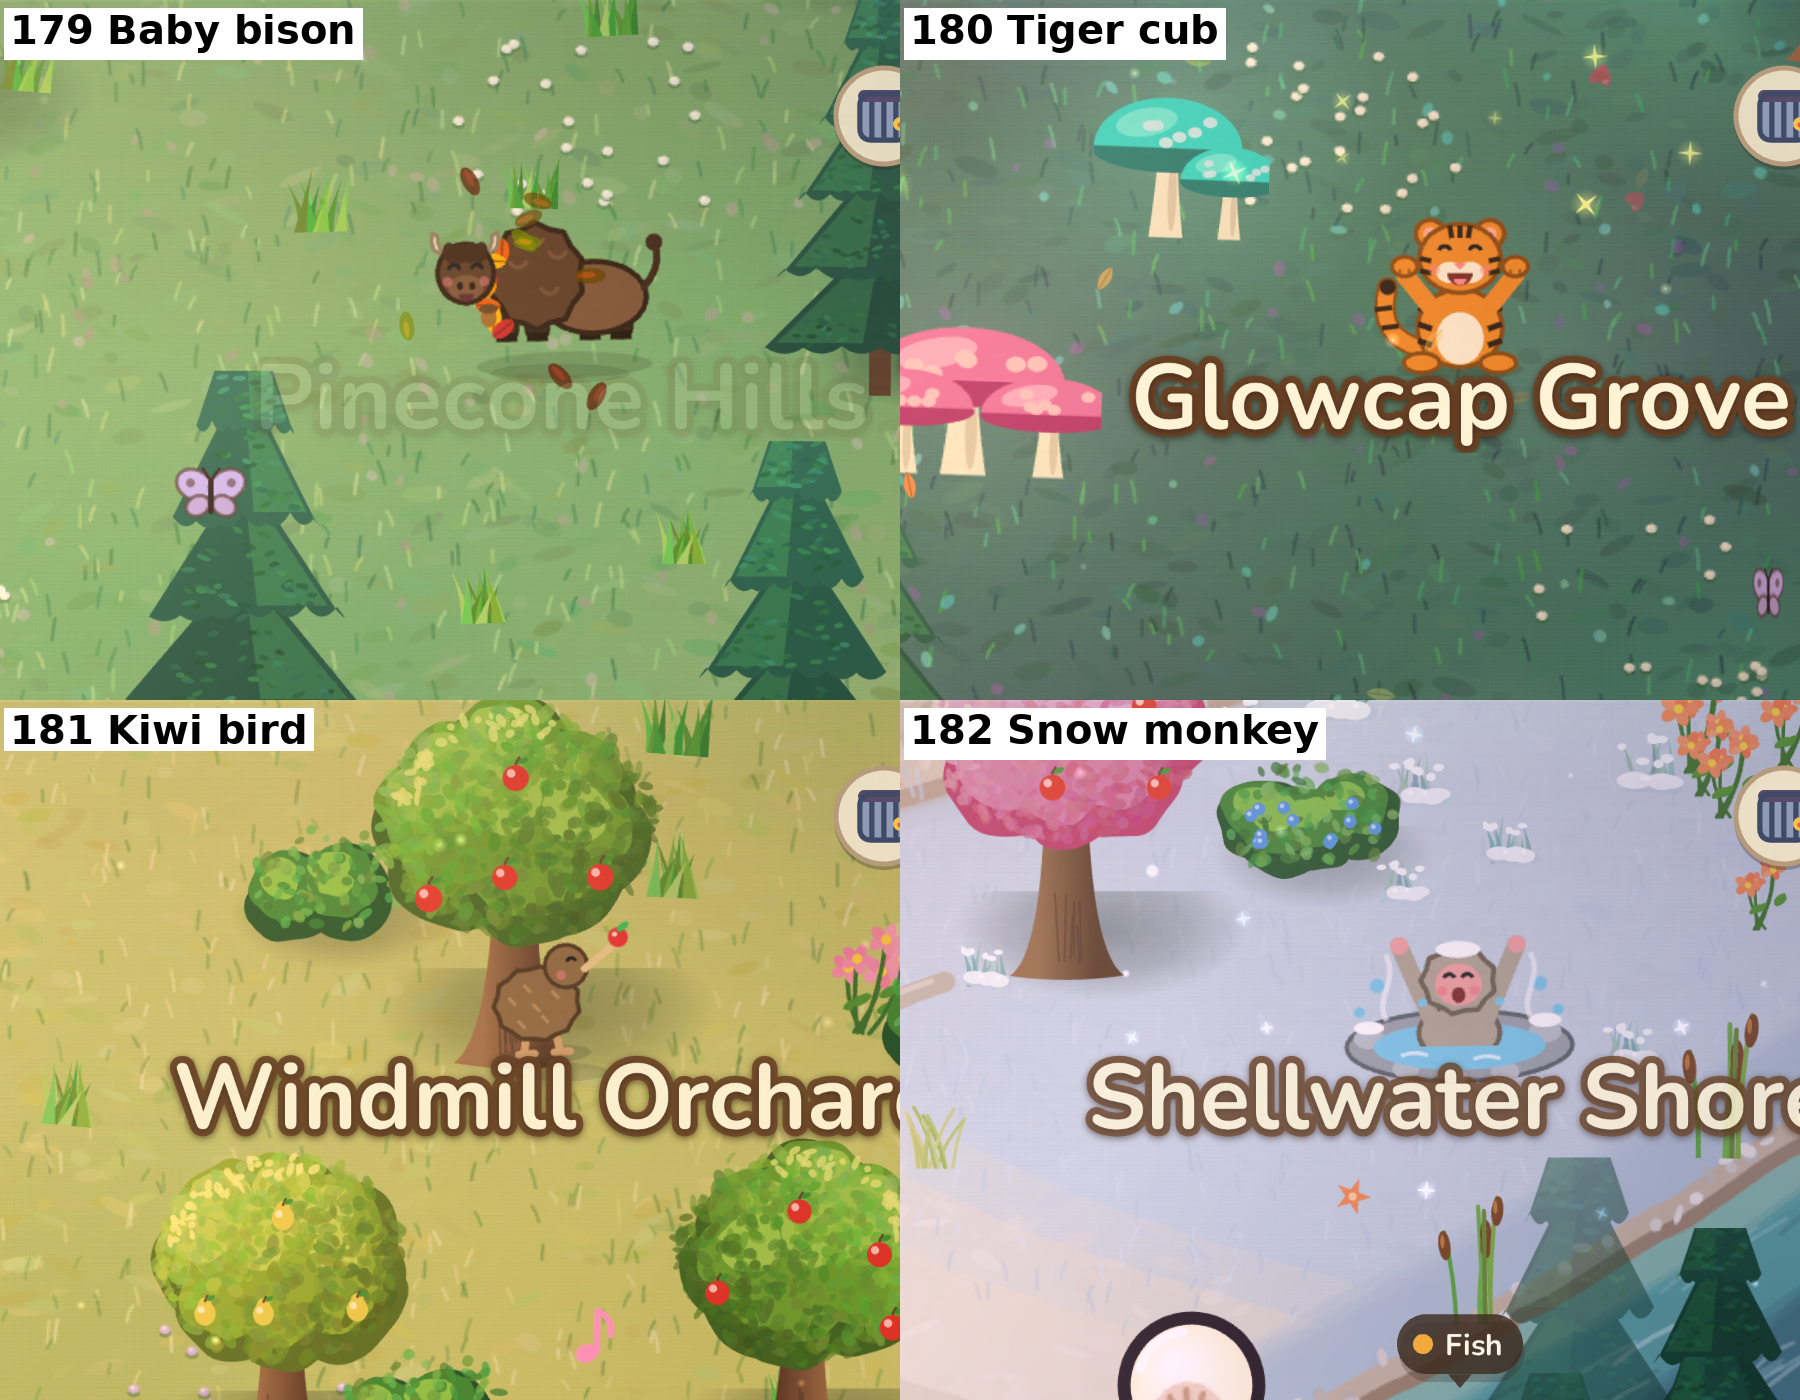 179 Baby bison
180 Tiger cub
Pinecone Hills
Glowcap Grove
181 Kiwi bird
182 Snow monkey
Windmill Orchar
Shellwater Shore
Fish